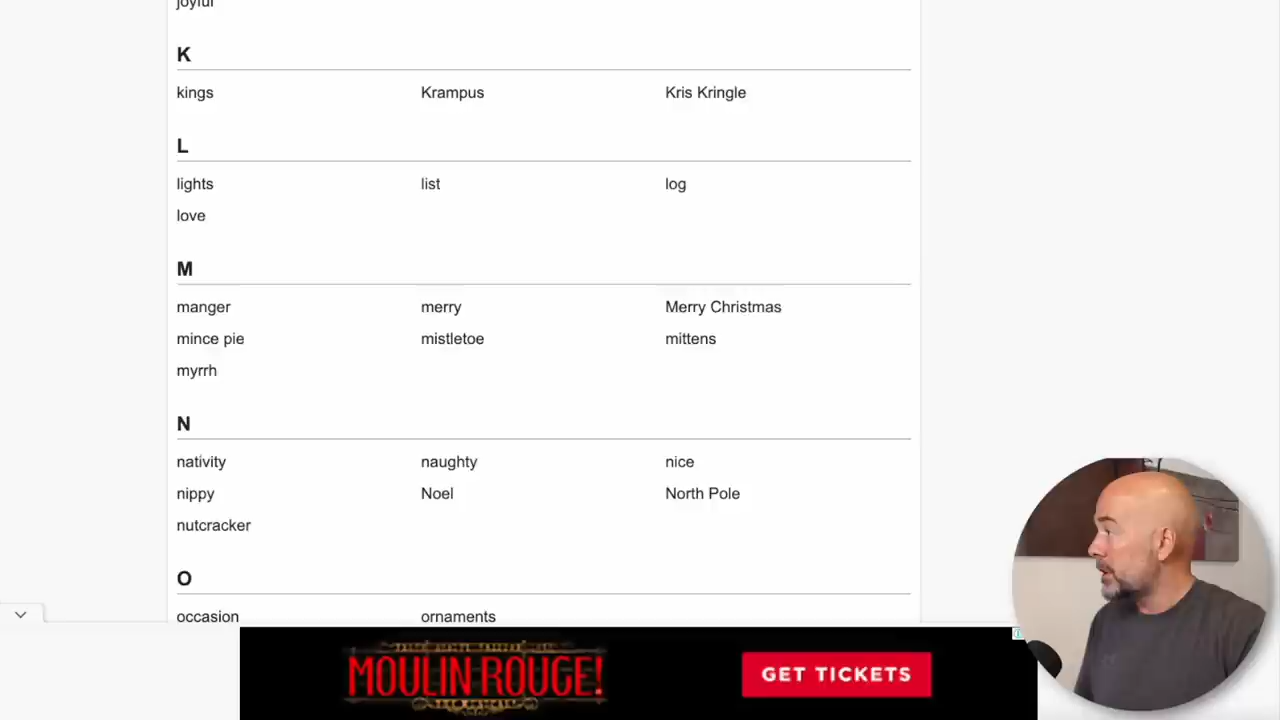 joyful
K
kings Krampus Kris Kringle
L
lights list log
love
M
manger merry Merry Christmas
mince pie mistletoe mittens
myrrh
N
nativity naughty nice
nippy Noel North Pole
nutcracker
O
occasion ornaments
MOULIN ROUGE!
GET TICKETS